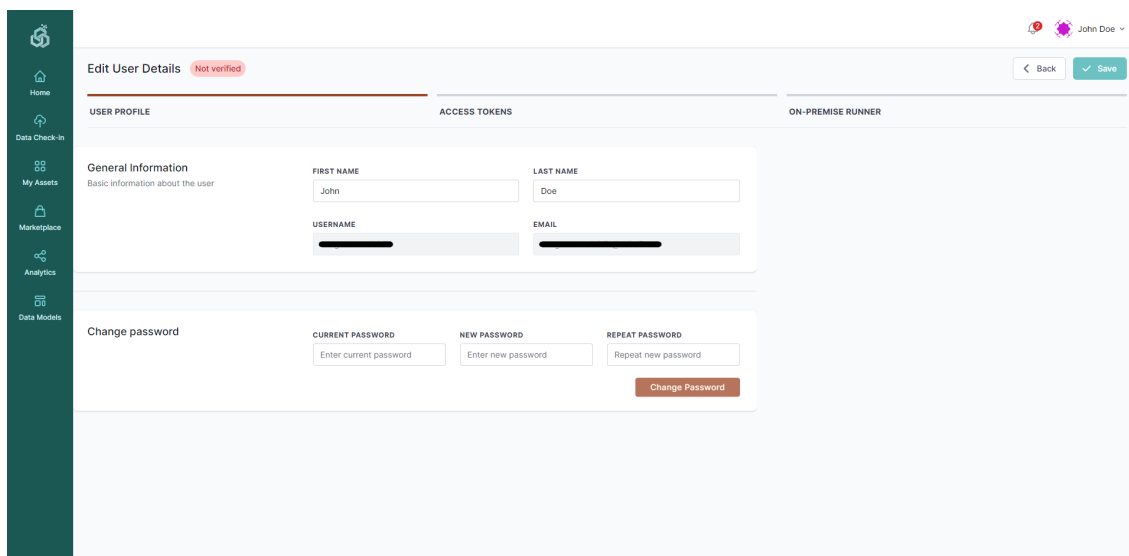 2
John Doe
Edit User Details Not verified
Back Save
Home
Data Check-in
My Assets
Marketplace
Analytics
Data Models
USER PROFILE ACCESS TOKENS ON-PREMISE RUNNER
General Information
Basic information about the user
FIRST NAME LAST NAME
John Doe
USERNAME EMAIL
Change password
CURRENT PASSWORD NEW PASSWORD REPEAT PASSWORD
Enter current password Enter new password Repeat new password
Change Password